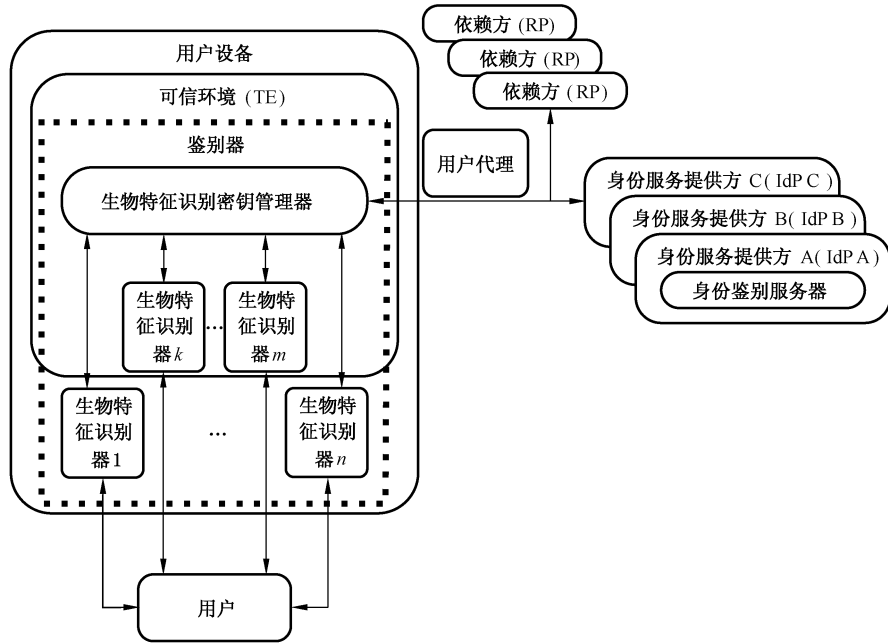 依赖方 (RP)
依赖方 (RP)
依赖方 (RP)
用户设备
可信环境 (TE)
鉴别器
生物特征识别密钥管理器
用户代理
身份服务提供方 C( IdP C )
身份服务提供方 B( IdP B )
身份服务提供方 A( IdP A )
身份鉴别服务器
生物特
征识别
器k
...
生物特
征识别
器m
生物特
征识别
器1
...
生物特
征识别
器n
用户